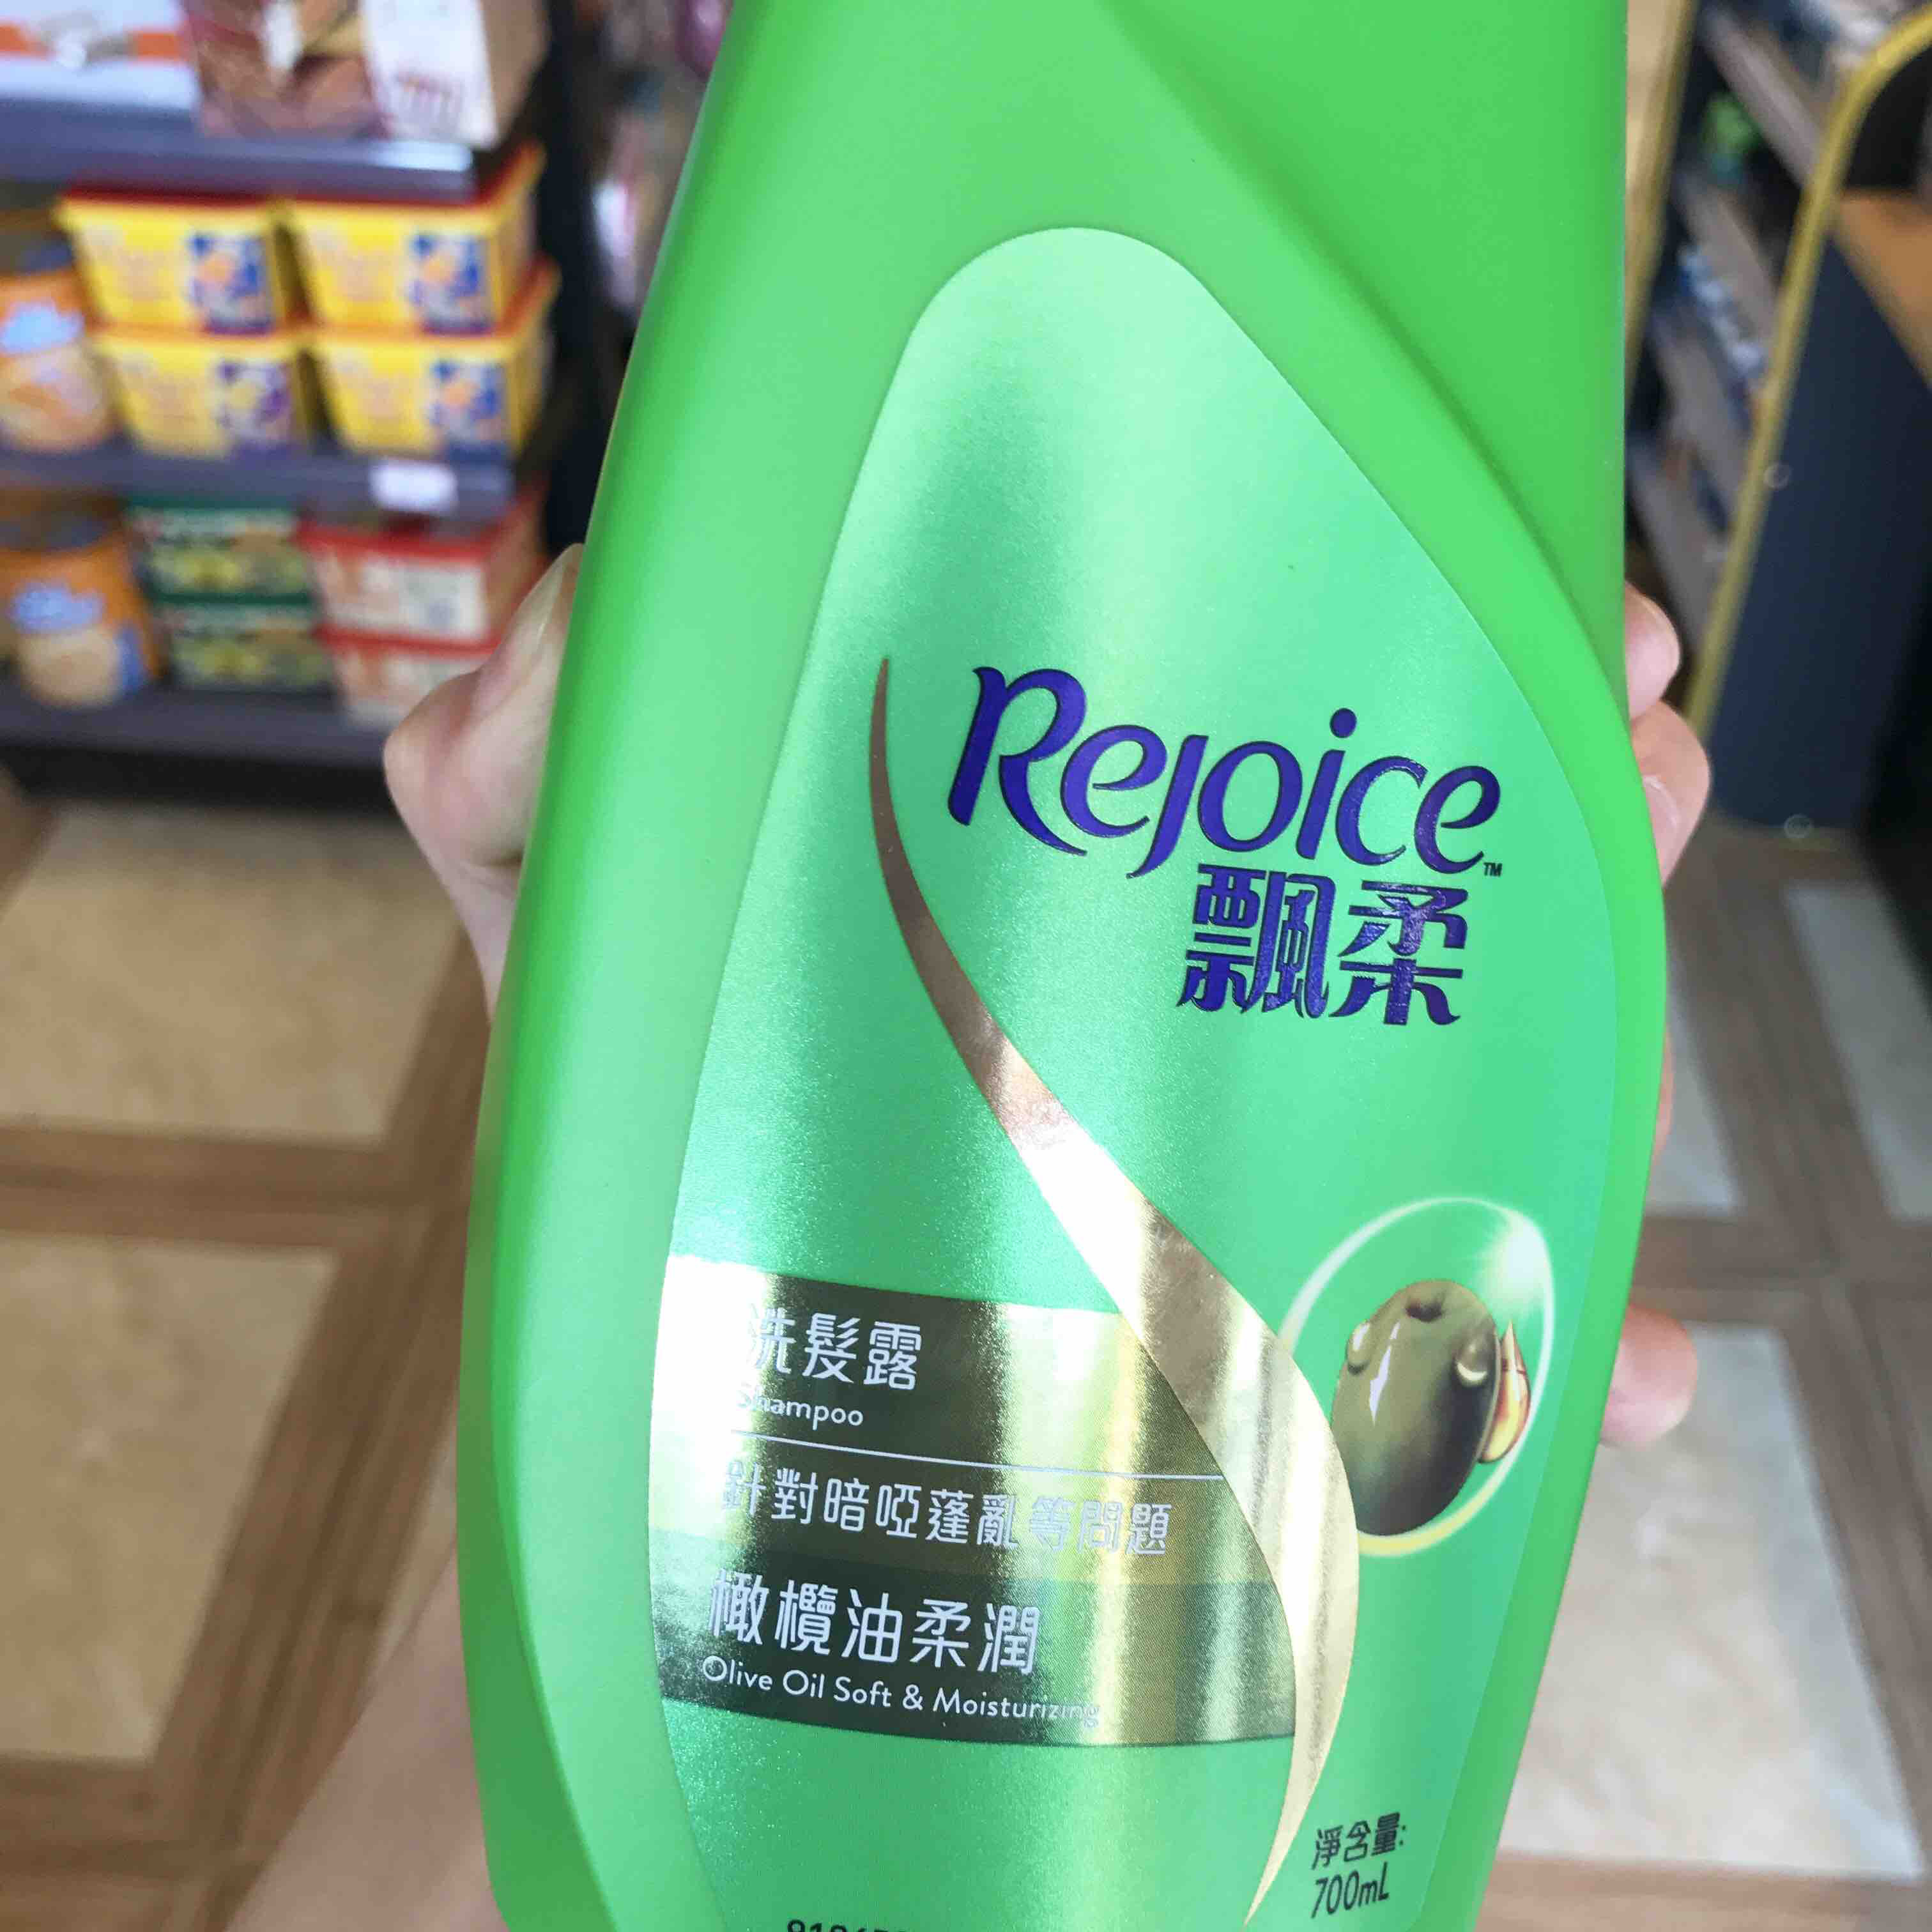 Rejoice™
飄柔
洗髮露
Shampoo
針對暗啞蓬亂等問題
橄欖油柔潤
Olive Oil Soft & Moisturizing
淨含量:
700mL